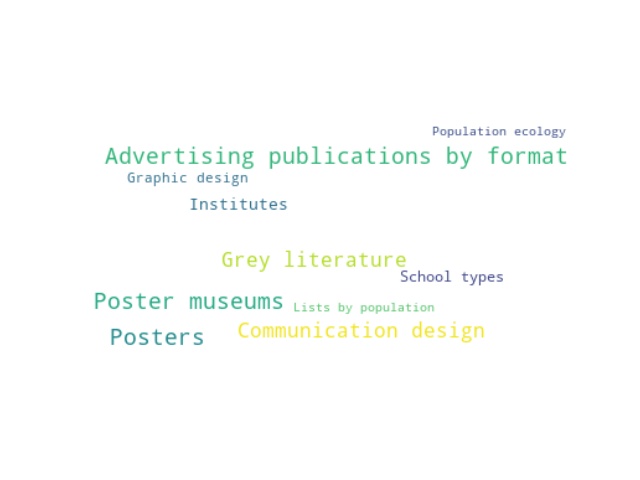 Population ecology
Advertising publications by format
Graphic design
Institutes
Grey literature
School types
Poster museums
Lists by population
Communication design
Posters